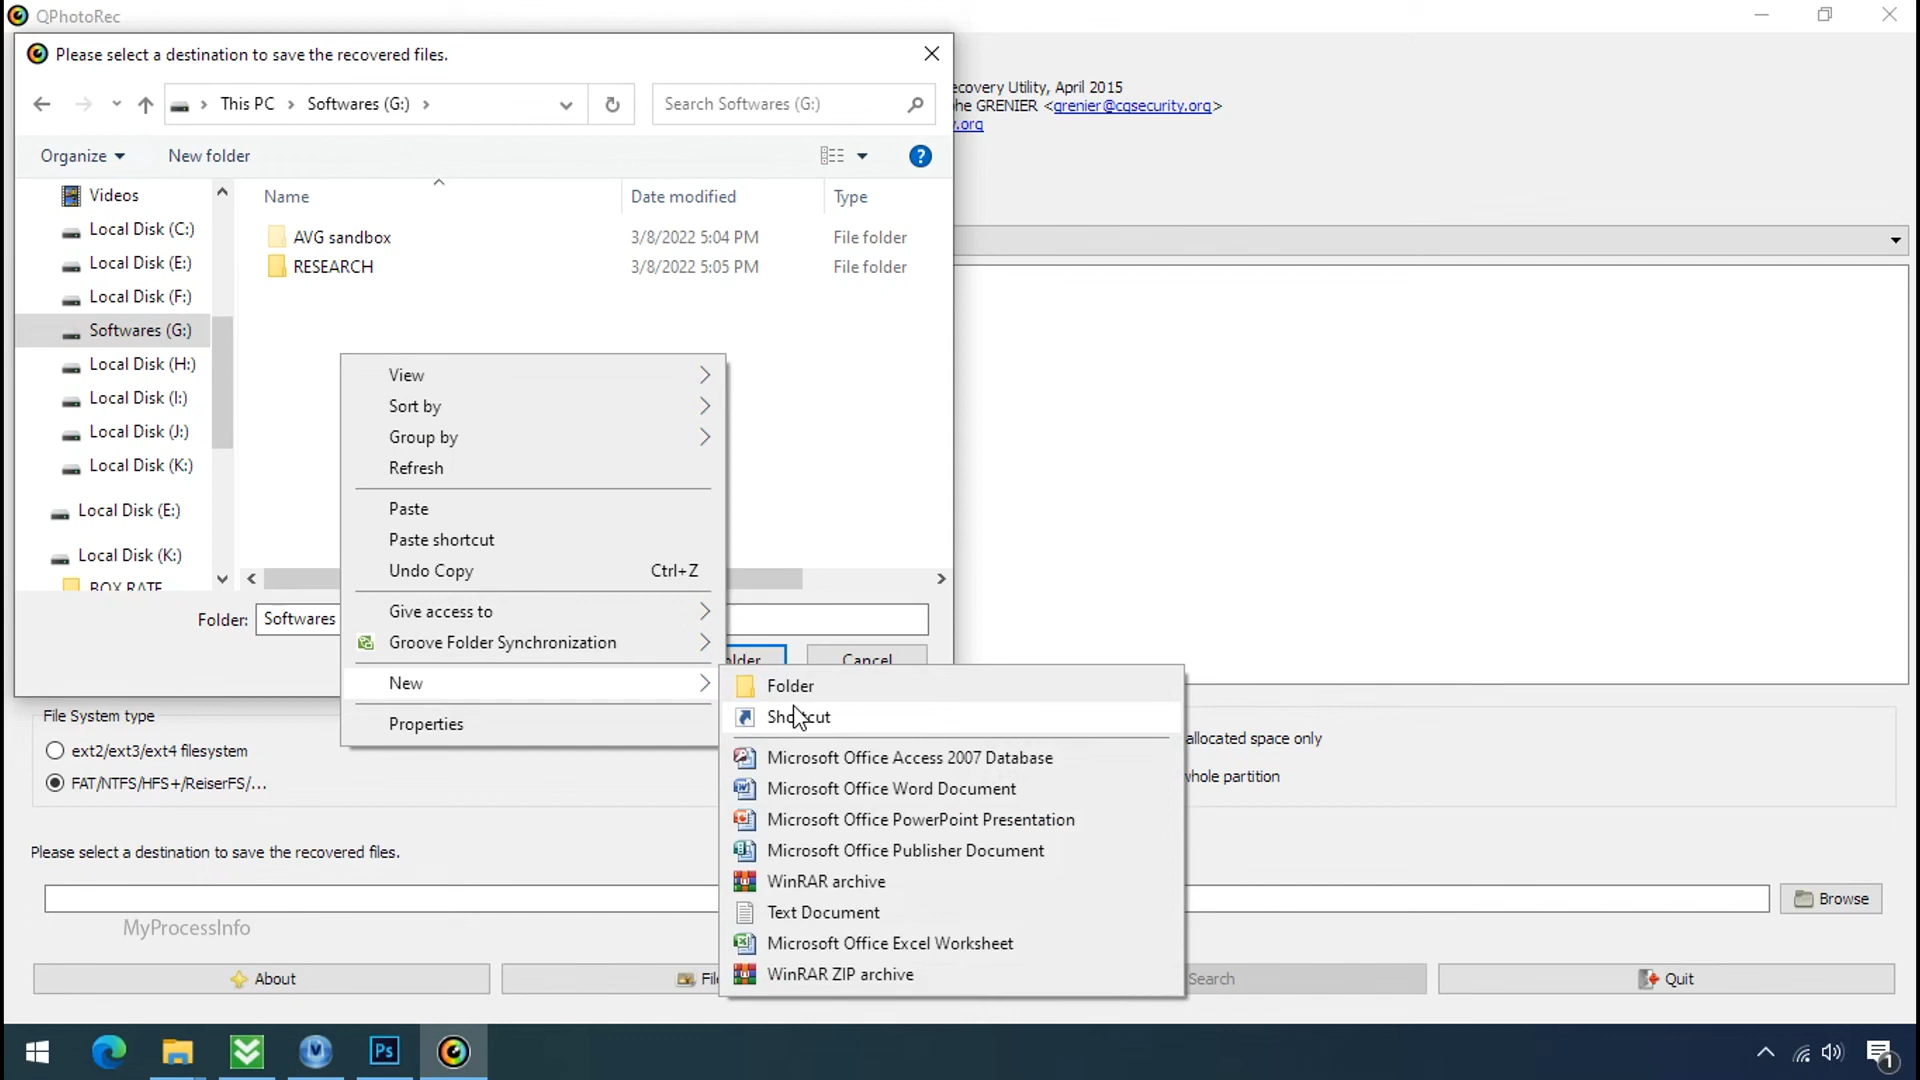 QPhotoRec
Please select a destination to save the recovered files.
ecovery Utility, April 2015
he GRENIER <grenier@cgsecurity.org>
.org
This PC > Softwares (G:) >
Search Softwares (G:)
Organize
New folder
Name
Date modified
Type
AVG sandbox 3/8/2022 5:04 PM File folder
RESEARCH 3/8/2022 5:05 PM File folder
Videos
Local Disk (C:)
Local Disk (E:)
Local Disk (F:)
Softwares (G:)
Local Disk (H:)
Local Disk (I:)
Local Disk (J:)
Local Disk (K:)
Local Disk (E:)
Local Disk (K:)
BOX RATE
View
Sort by
Group by
Refresh
Paste
Paste shortcut
Undo Copy Ctrl+Z
Give access to
Groove Folder Synchronization
New
Properties
Folder: Softwares
Cancel
Folder
Shortcut
Microsoft Office Access 2007 Database
Microsoft Office Word Document
Microsoft Office PowerPoint Presentation
Microsoft Office Publisher Document
WinRAR archive
Text Document
Microsoft Office Excel Worksheet
WinRAR ZIP archive
File System type
ext2/ext3/ext4 filesystem
FAT/NTFS/HFS+/ReiserFS/...
allocated space only
whole partition
Please select a destination to save the recovered files.
Browse
MyProcessInfo
About
Fil
Search
Quit
Ps
1